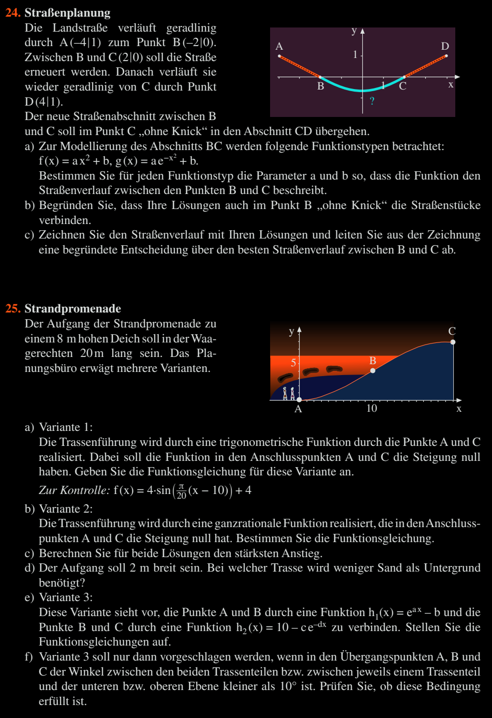 24. Straßenplanung
Die Landstraße verläuft geradlinig
durch A(–4|1) zum Punkt B(–2|0).
Zwischen B und C(2|0) soll die Straße
erneuert werden. Danach verläuft sie
wieder geradlinig von C durch Punkt
D(4|1).
Der neue Straßenabschnitt zwischen B
und C soll im Punkt C „ohne Knick“ in den Abschnitt CD übergehen.
y
A
D
1
B
1
C
x
?
a) Zur Modellierung des Abschnitts BC werden folgende Funktionstypen betrachtet:
f(x) = ax² + b, g(x) = ae^(–x²) + b.
Bestimmen Sie für jeden Funktionstyp die Parameter a und b so, dass die Funktion den
Straßenverlauf zwischen den Punkten B und C beschreibt.
b) Begründen Sie, dass Ihre Lösungen auch im Punkt B „ohne Knick“ die Straßenstücke
verbinden.
c) Zeichnen Sie den Straßenverlauf mit Ihren Lösungen und leiten Sie aus der Zeichnung
eine begründete Entscheidung über den besten Straßenverlauf zwischen B und C ab.
25. Strandpromenade
Der Aufgang der Strandpromenade zu
einem 8 m hohen Deich soll in der Waa-
gerechten 20 m lang sein. Das Pla-
nungsbüro erwägt mehrere Varianten.
y
C
5
B
A
10
x
a) Variante 1:
Die Trassenführung wird durch eine trigonometrische Funktion durch die Punkte A und C
realisiert. Dabei soll die Funktion in den Anschlusspunkten A und C die Steigung null
haben. Geben Sie die Funktionsgleichung für diese Variante an.
Zur Kontrolle: f(x) = 4·sin(π/20 (x – 10)) + 4
b) Variante 2:
Die Trassenführung wird durch eine ganzrationale Funktion realisiert, die in den Anschluss-
punkten A und C die Steigung null hat. Bestimmen Sie die Funktionsgleichung.
c) Berechnen Sie für beide Lösungen den stärksten Anstieg.
d) Der Aufgang soll 2 m breit sein. Bei welcher Trasse wird weniger Sand als Untergrund
benötigt?
e) Variante 3:
Diese Variante sieht vor, die Punkte A und B durch eine Funktion h₁(x) = e^(ax) – b und die
Punkte B und C durch eine Funktion h₂(x) = 10 – ce^(–dx) zu verbinden. Stellen Sie die
Funktionsgleichungen auf.
f) Variante 3 soll nur dann vorgeschlagen werden, wenn in den Übergangspunkten A, B und
C der Winkel zwischen den beiden Trassenteilen bzw. zwischen jeweils einem Trassenteil
und der unteren bzw. oberen Ebene kleiner als 10° ist. Prüfen Sie, ob diese Bedingung
erfüllt ist.